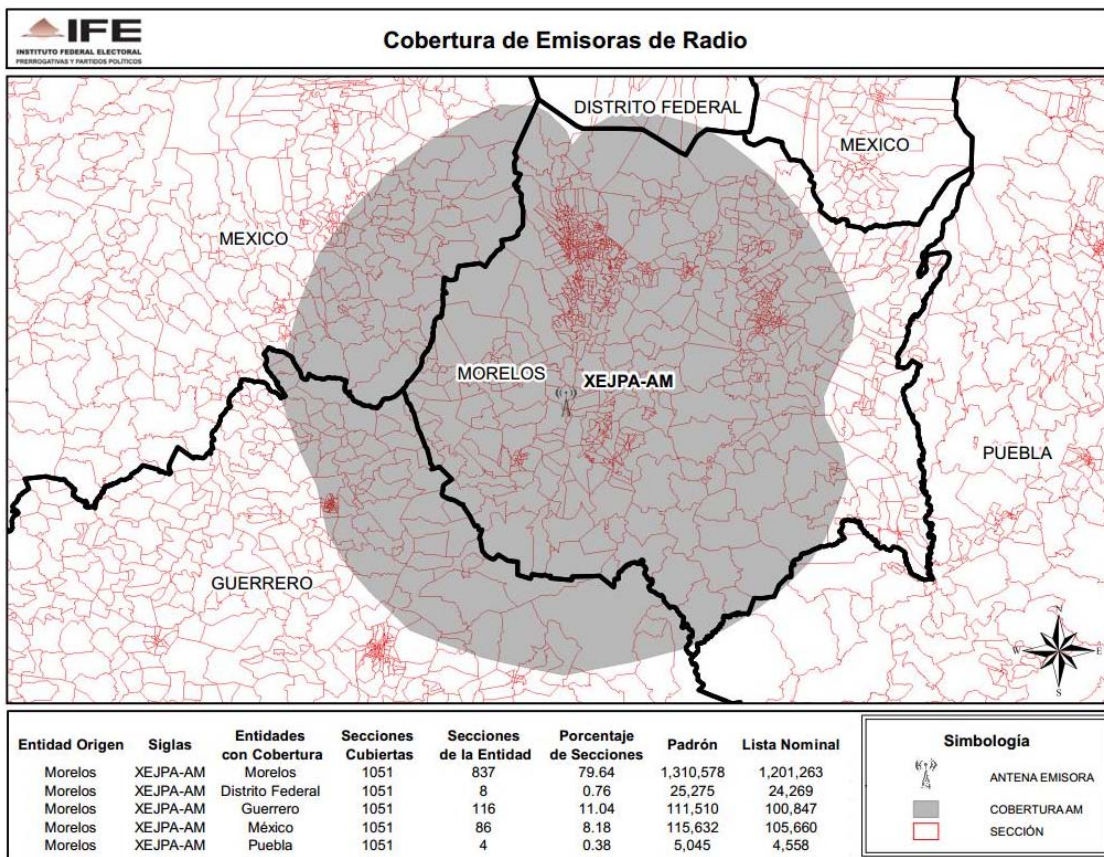 IFE
INSTITUTO FEDERAL ELECTORAL
PRERROGATIVAS Y PARTIDOS POLÍTICOS
Cobertura de Emisoras de Radio
DISTRITO FEDERAL
MEXICO
MEXICO
MORELOS
XEJPA-AM
PUEBLA
GUERRERO
N
W E
S
Entidad Origen Siglas Entidades con Cobertura Secciones Cubiertas Secciones de la Entidad Porcentaje de Secciones Padrón Lista Nominal
Morelos XEJPA-AM Morelos 1051 837 79.64 1,310,578 1,201,263
Morelos XEJPA-AM Distrito Federal 1051 8 0.76 25,275 24,269
Morelos XEJPA-AM Guerrero 1051 116 11.04 111,510 100,847
Morelos XEJPA-AM México 1051 86 8.18 115,632 105,660
Morelos XEJPA-AM Puebla 1051 4 0.38 5,045 4,558
Simbología
ANTENA EMISORA
COBERTURA AM
SECCIÓN